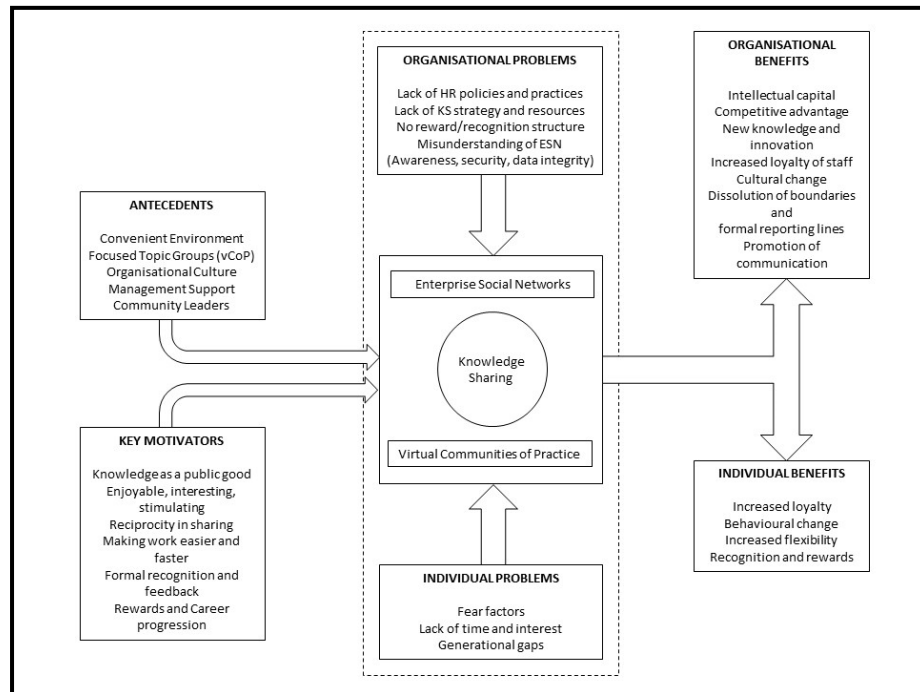 ORGANISATIONAL PROBLEMS
Lack of HR policies and practices
Lack of KS strategy and resources
No reward/recognition structure
Misunderstanding of ESN
(Awareness, security, data integrity)
ORGANISATIONAL
BENEFITS
Intellectual capital
Competitive advantage
New knowledge and
innovation
Increased loyalty of staff
Cultural change
Dissolution of boundaries
and
formal reporting lines
Promotion of
communication
ANTECEDENTS
Convenient Environment
Focused Topic Groups (vCoP)
Organisational Culture
Management Support
Community Leaders
Enterprise Social Networks
Knowledge
Sharing
Virtual Communities of Practice
KEY MOTIVATORS
Knowledge as a public good
Enjoyable, interesting,
stimulating
Reciprocity in sharing
Making work easier and
faster
Formal recognition and
feedback
Rewards and Career
progression
INDIVIDUAL PROBLEMS
Fear factors
Lack of time and interest
Generational gaps
INDIVIDUAL BENEFITS
Increased loyalty
Behavioural change
Increased flexibility
Recognition and rewards